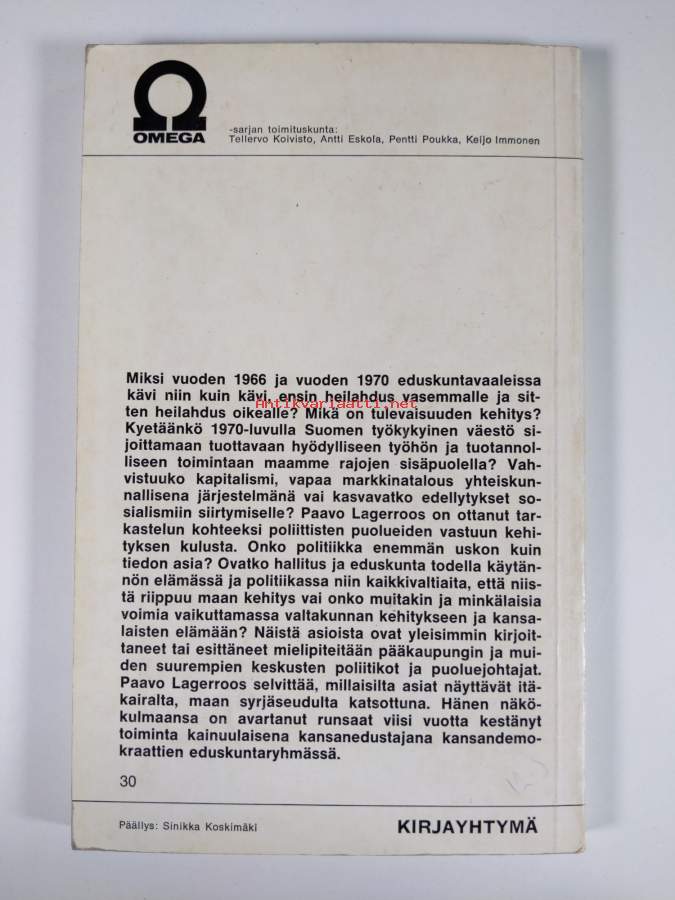 OMEGA
-sarjan toimituskunta:
Tellervo Koivisto, Antti Eskola, Pentti Poukka, Keijo Immonen
Miksi vuoden 1966 ja vuoden 1970 eduskuntavaaleissa
kävi niin kuin kävi, ensin heilahdus vasemmalle ja sit-
ten heilahdus oikealle? Mikä on tulevaisuuden kehitys?
Antikvariaatti.net
Kyetäänkö 1970-luvulla Suomen työkykyinen väestö si-
joittamaan tuottavaan hyödylliseen työhön ja tuotannol-
liseen toimintaan maamme rajojen sisäpuolella? Vah-
vistuuko kapitalismi, vapaa markkinatalous yhteiskun-
nallisena järjestelmänä vai kasvavatko edellytykset so-
sialismiin siirtymiselle? Paavo Lagerroos on ottanut tar-
kastelun kohteeksi poliittisten puolueiden vastuun kehi-
tyksen kulusta. Onko politiikka enemmän uskon kuin
tiedon asia? Ovatko hallitus ja eduskunta todella käytän-
nön elämässä ja politiikassa niin kaikkivaltiaita, että niis-
tä riippuu maan kehitys vai onko muitakin ja minkälaisia
voimia vaikuttamassa valtakunnan kehitykseen ja kansa-
laisten elämään? Näistä asioista ovat yleisimmin kirjoit-
taneet tai esittäneet mielipiteitään pääkaupungin ja mui-
den suurempien keskusten poliitikot ja puoluejohtajat.
Paavo Lagerroos selvittää, millaisilta asiat näyttävät itä-
kairalta, maan syrjäseudulta katsottuna. Hänen näkö-
kulmaansa on avartanut runsaat viisi vuotta kestänyt
toiminta kainuulaisena kansanedustajana kansandemo-
kraattien eduskuntaryhmässä.
30
Päällys: Sinikka Koskimäki
KIRJAYHTYMÄ